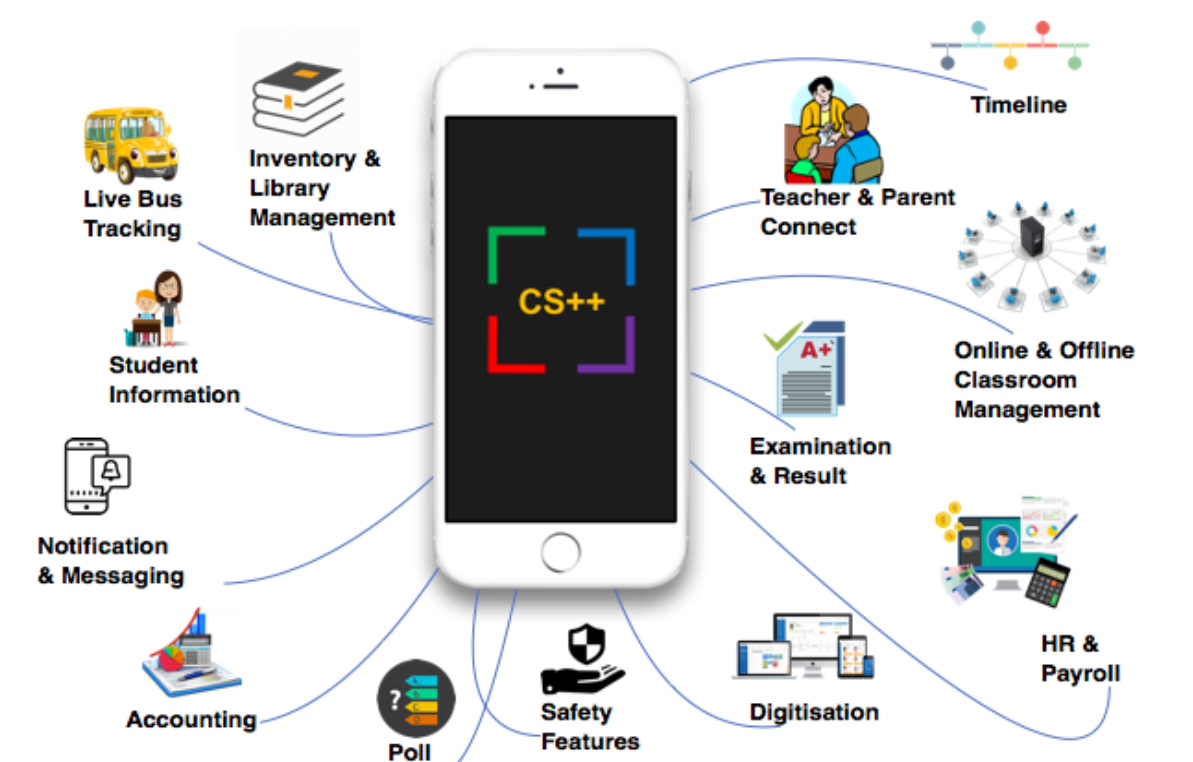 Timeline
Inventory &
Library
Management
Live Bus
Tracking
Teacher & Parent
Connect
CS++
Student
Information
A+
Online & Offline
Classroom
Management
Examination
& Result
Notification
& Messaging
HR &
Payroll
Accounting
?
Poll
Safety
Features
Digitisation